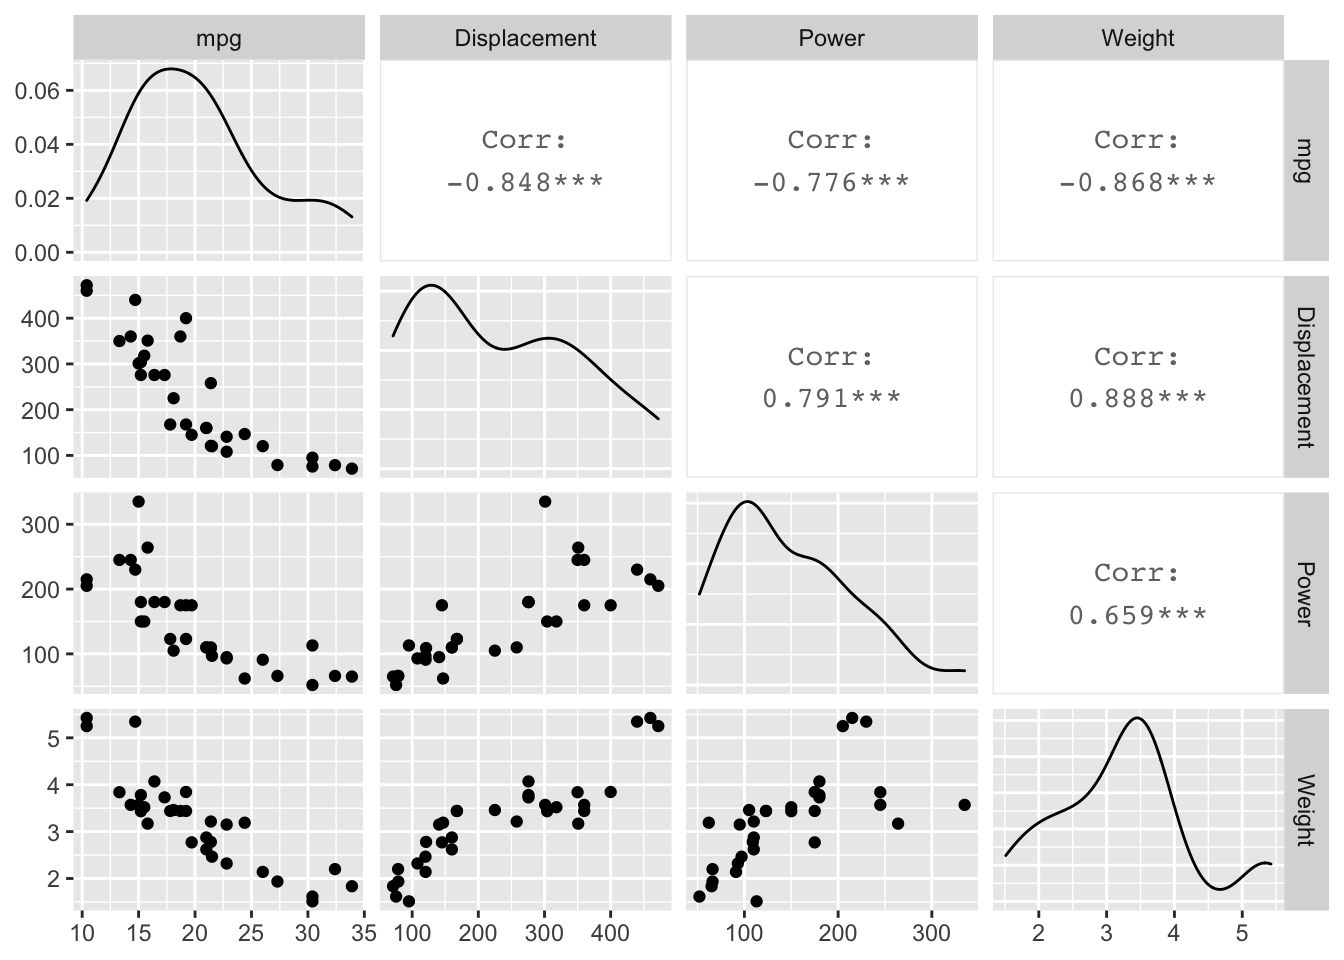 mpg Displacement Power Weight
0.06
0.04
0.02
0.00
Corr:
-0.848***
Corr:
-0.776***
Corr:
-0.868***
mpg
400
300
200
100
Corr:
0.791***
Corr:
0.888***
Displacement
300
200
100
Corr:
0.659***
Power
5
4
3
2
Weight
10 15 20 25 30 35 100 200 300 400 100 200 300 2 3 4 5